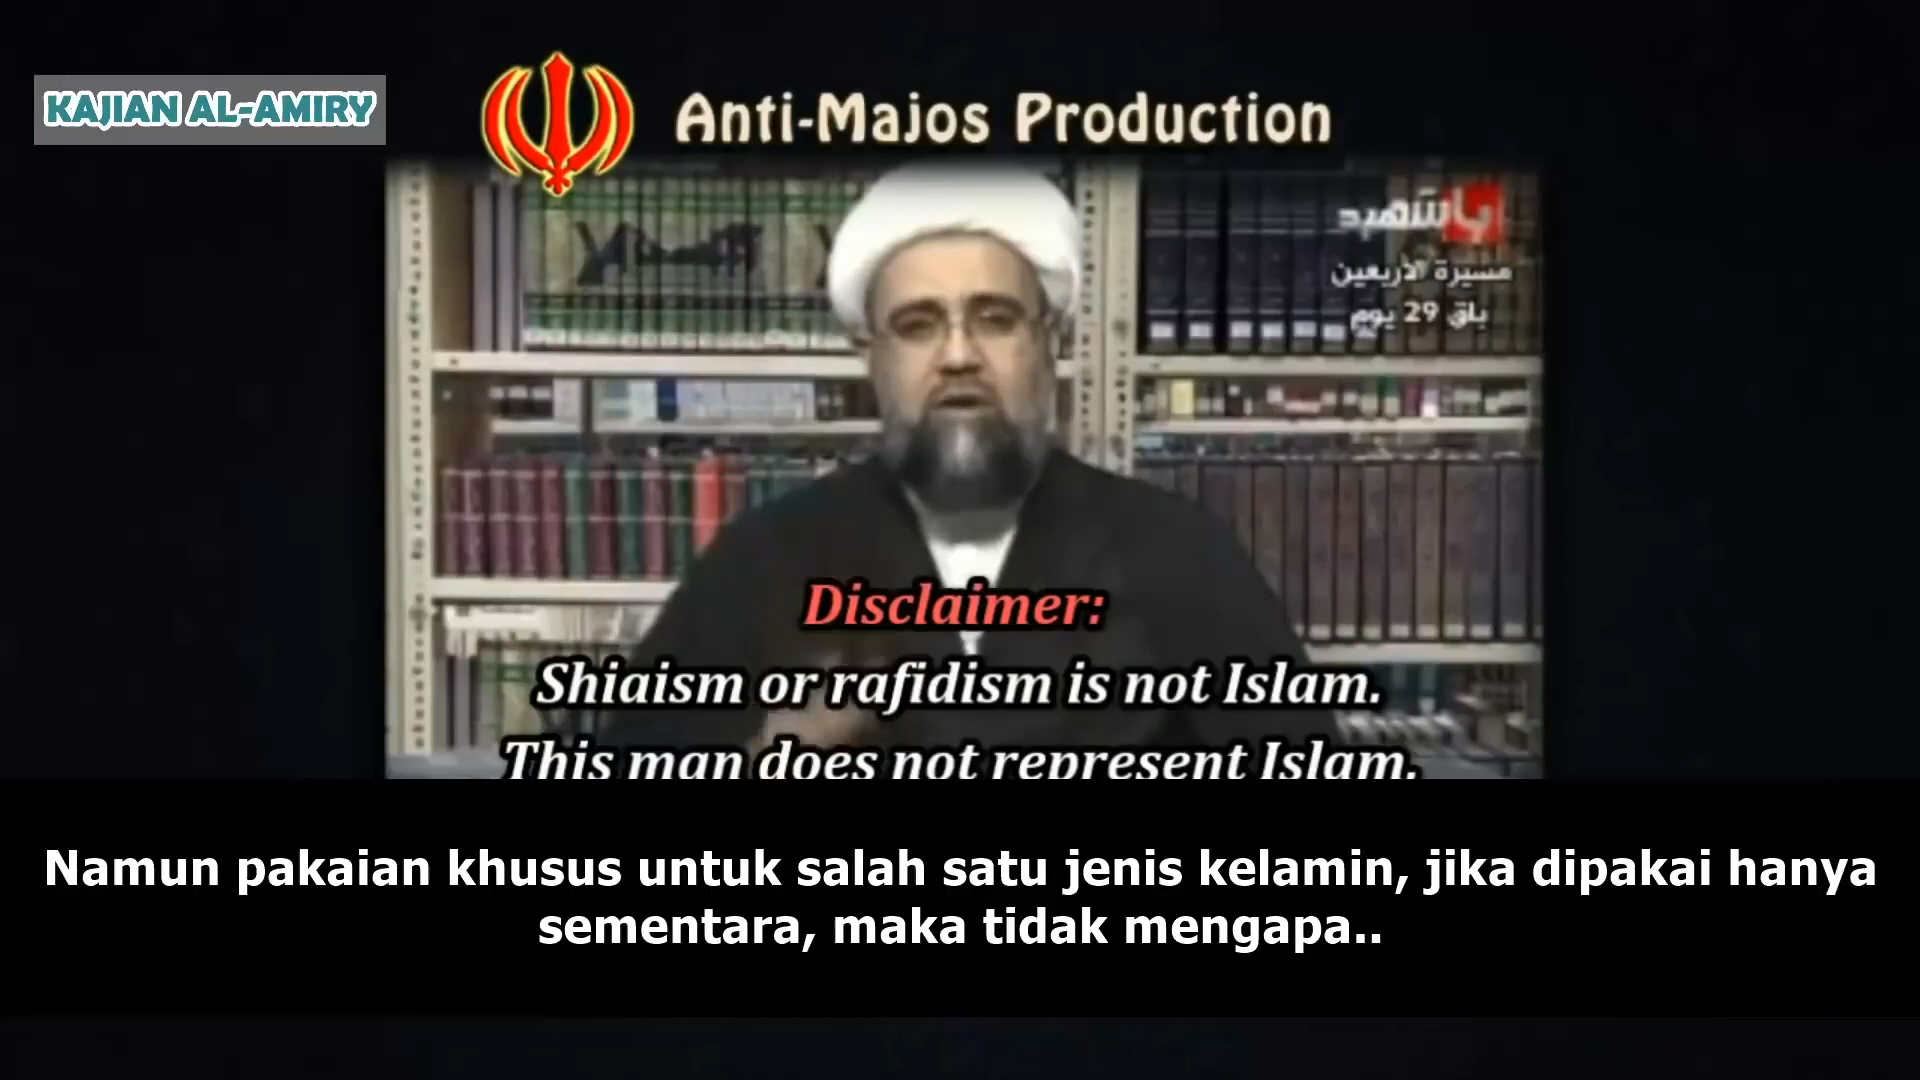 KAJIAN AL-AMIRY
Anti-Majos Production
يا شهيد
مسيرة الأربعين
باق 29 يوم
Disclaimer:
Shiaism or rafidism is not Islam.
This man does not represent Islam.
Namun pakaian khusus untuk salah satu jenis kelamin, jika dipakai hanya
sementara, maka tidak mengapa..